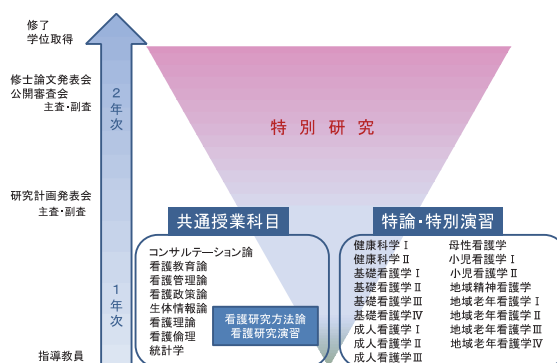 修了
学位取得
修士論文発表会
公開審査会
主査・副査
2年次
特別研究
研究計画発表会
主査・副査
共通授業科目
特論・特別演習
コンサルテーション論
看護教育論
看護管理論
看護政策論
生体情報論
看護理論
看護倫理
統計学
看護研究方法論
看護研究演習
健康科学Ⅰ
健康科学Ⅱ
基礎看護学Ⅰ
基礎看護学Ⅱ
基礎看護学Ⅲ
基礎看護学Ⅳ
成人看護学Ⅰ
成人看護学Ⅱ
成人看護学Ⅲ
母性看護学
小児看護学Ⅰ
小児看護学Ⅱ
地域精神看護学
地域老年看護学Ⅰ
地域老年看護学Ⅱ
地域老年看護学Ⅲ
地域老年看護学Ⅳ
1年次
指導教員